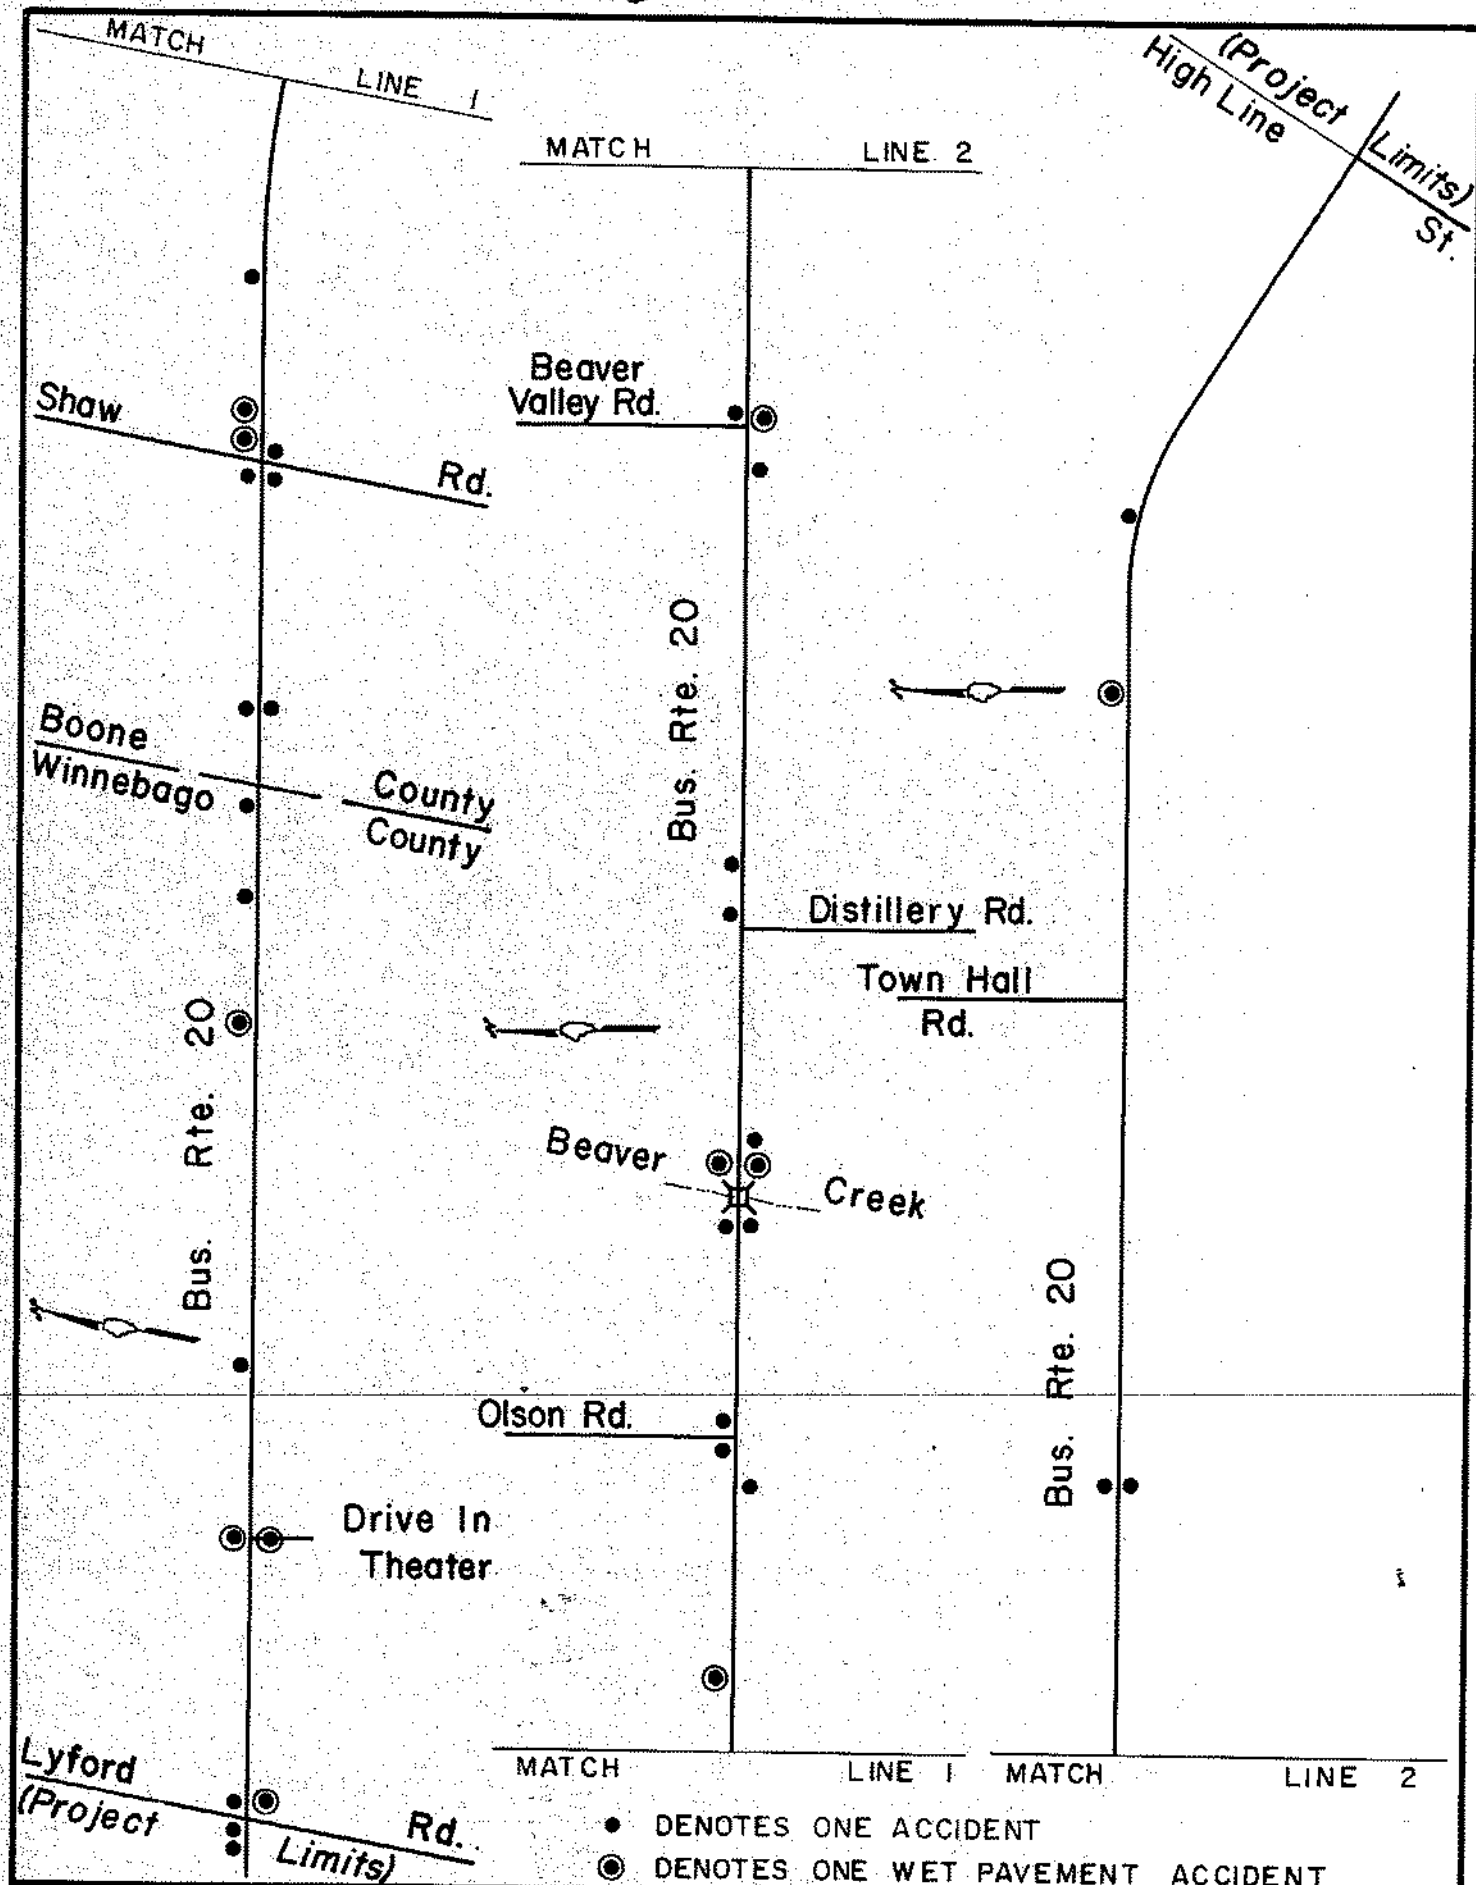 MATCH LINE 1
Shaw Rd.
Boone County
Winnebago County
Bus. Rte. 20
Drive In
Theater
Lyford Rd.
(Project Limits)
MATCH LINE 2
Beaver
Valley Rd.
Bus. Rte. 20
Distillery Rd.
Beaver Creek
Olson Rd.
MATCH LINE 1
(Project Limits)
High Line St.
Town Hall
Rd.
Bus. Rte. 20
MATCH LINE 2
DENOTES ONE ACCIDENT
DENOTES ONE WET PAVEMENT ACCIDENT